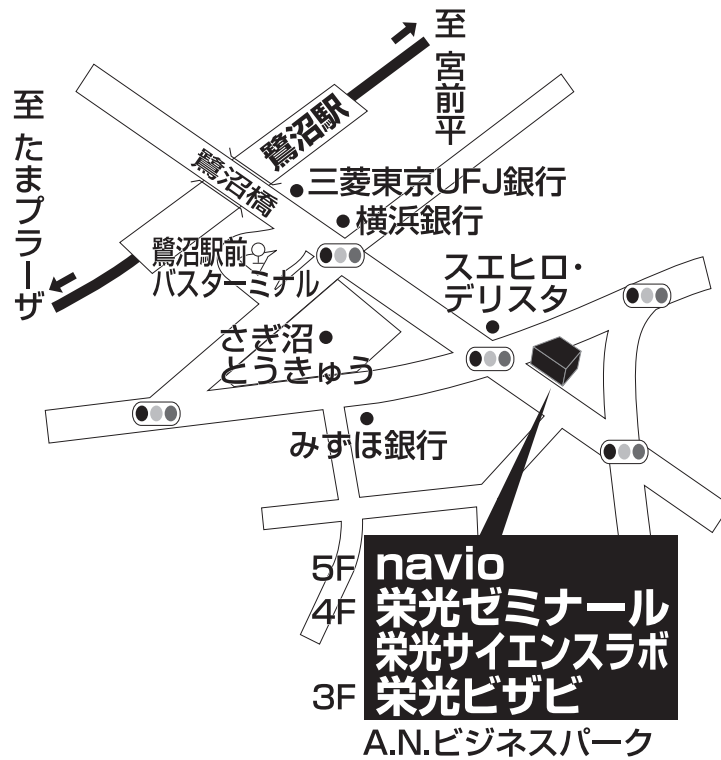 至 宮前平
至 たまプラーザ
鷺沼駅
鷺沼橋
三菱東京UFJ銀行
横浜銀行
鷺沼駅前
バスターミナル
スエヒロ・
デリスタ
さぎ沼
とうきゅう
みずほ銀行
5F navio
4F 栄光ゼミナール
栄光サイエンスラボ
3F 栄光ビザビ
A.N.ビジネスパーク